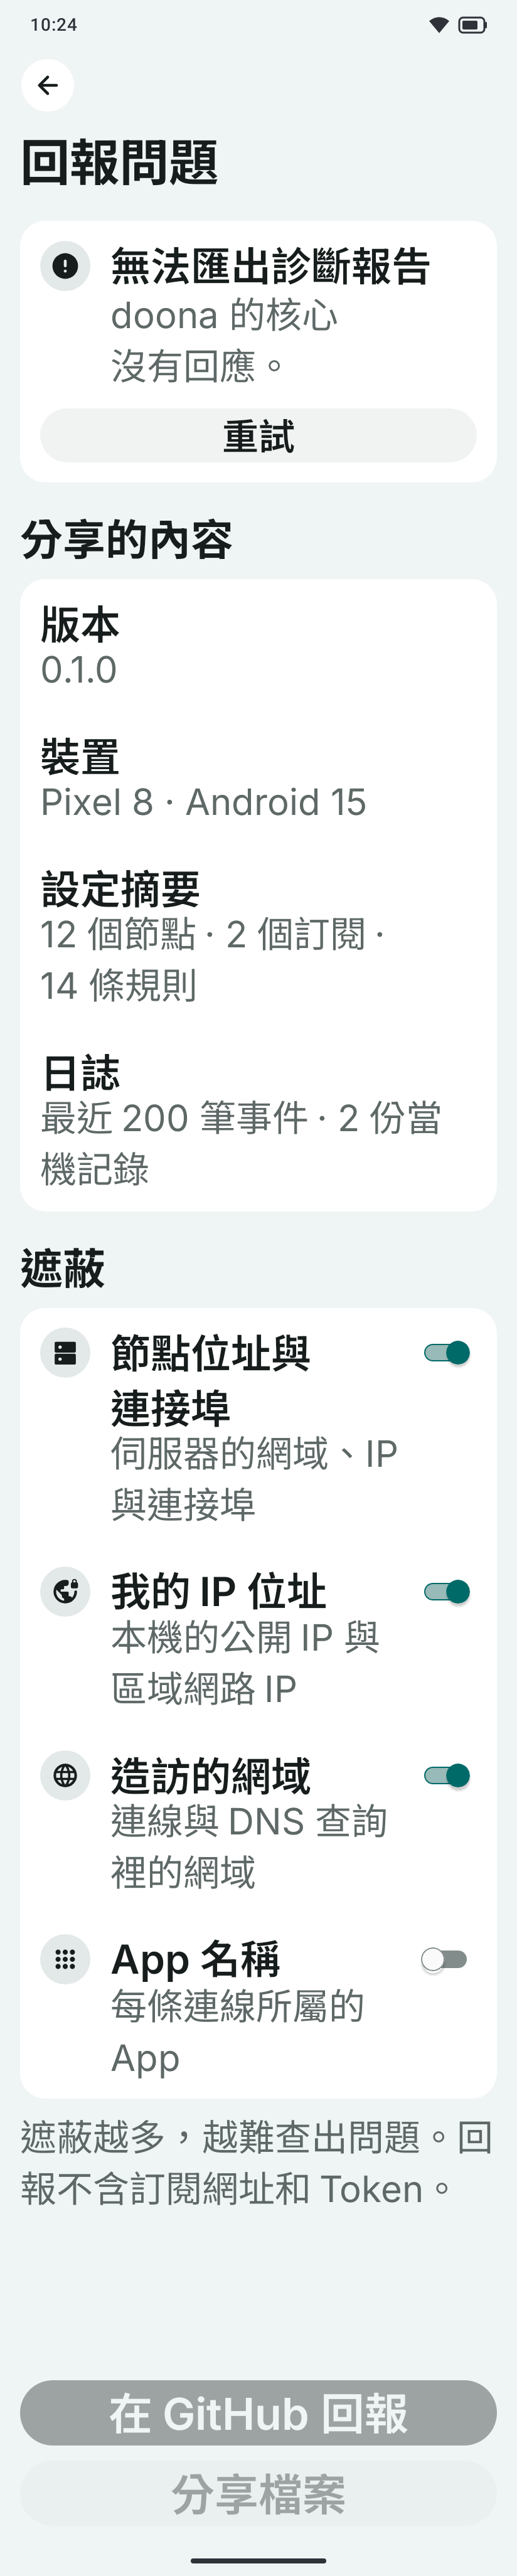 10:24
回報問題
無法匯出診斷報告
doona 的核心
沒有回應。
重試
分享的內容
版本
0.1.0
裝置
Pixel 8 · Android 15
設定摘要
12 個節點 · 2 個訂閱 ·
14 條規則
日誌
最近 200 筆事件 · 2 份當
機記錄
遮蔽
節點位址與
連接埠
伺服器的網域、IP
與連接埠
我的 IP 位址
本機的公開 IP 與
區域網路 IP
造訪的網域
連線與 DNS 查詢
裡的網域
App 名稱
每條連線所屬的
App
遮蔽越多，越難查出問題。回
報不含訂閱網址和 Token。
在 GitHub 回報
分享檔案